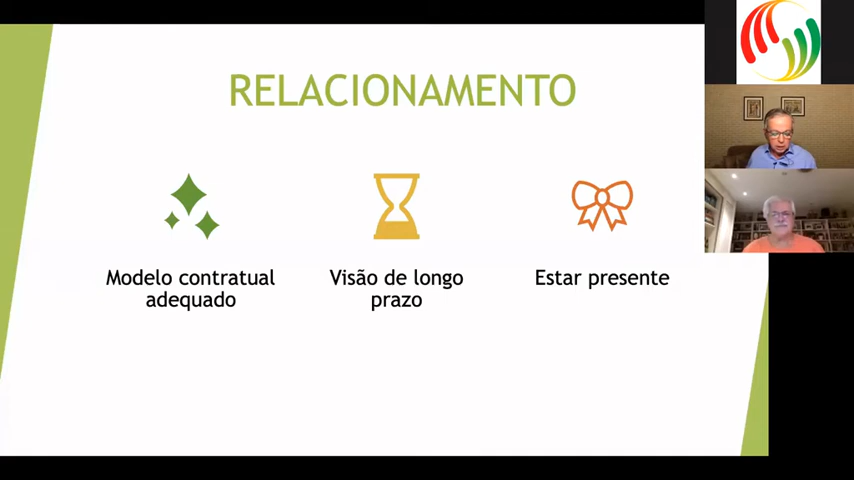 RELACIONAMENTO
Modelo contratual
adequado
Visão de longo
prazo
Estar presente